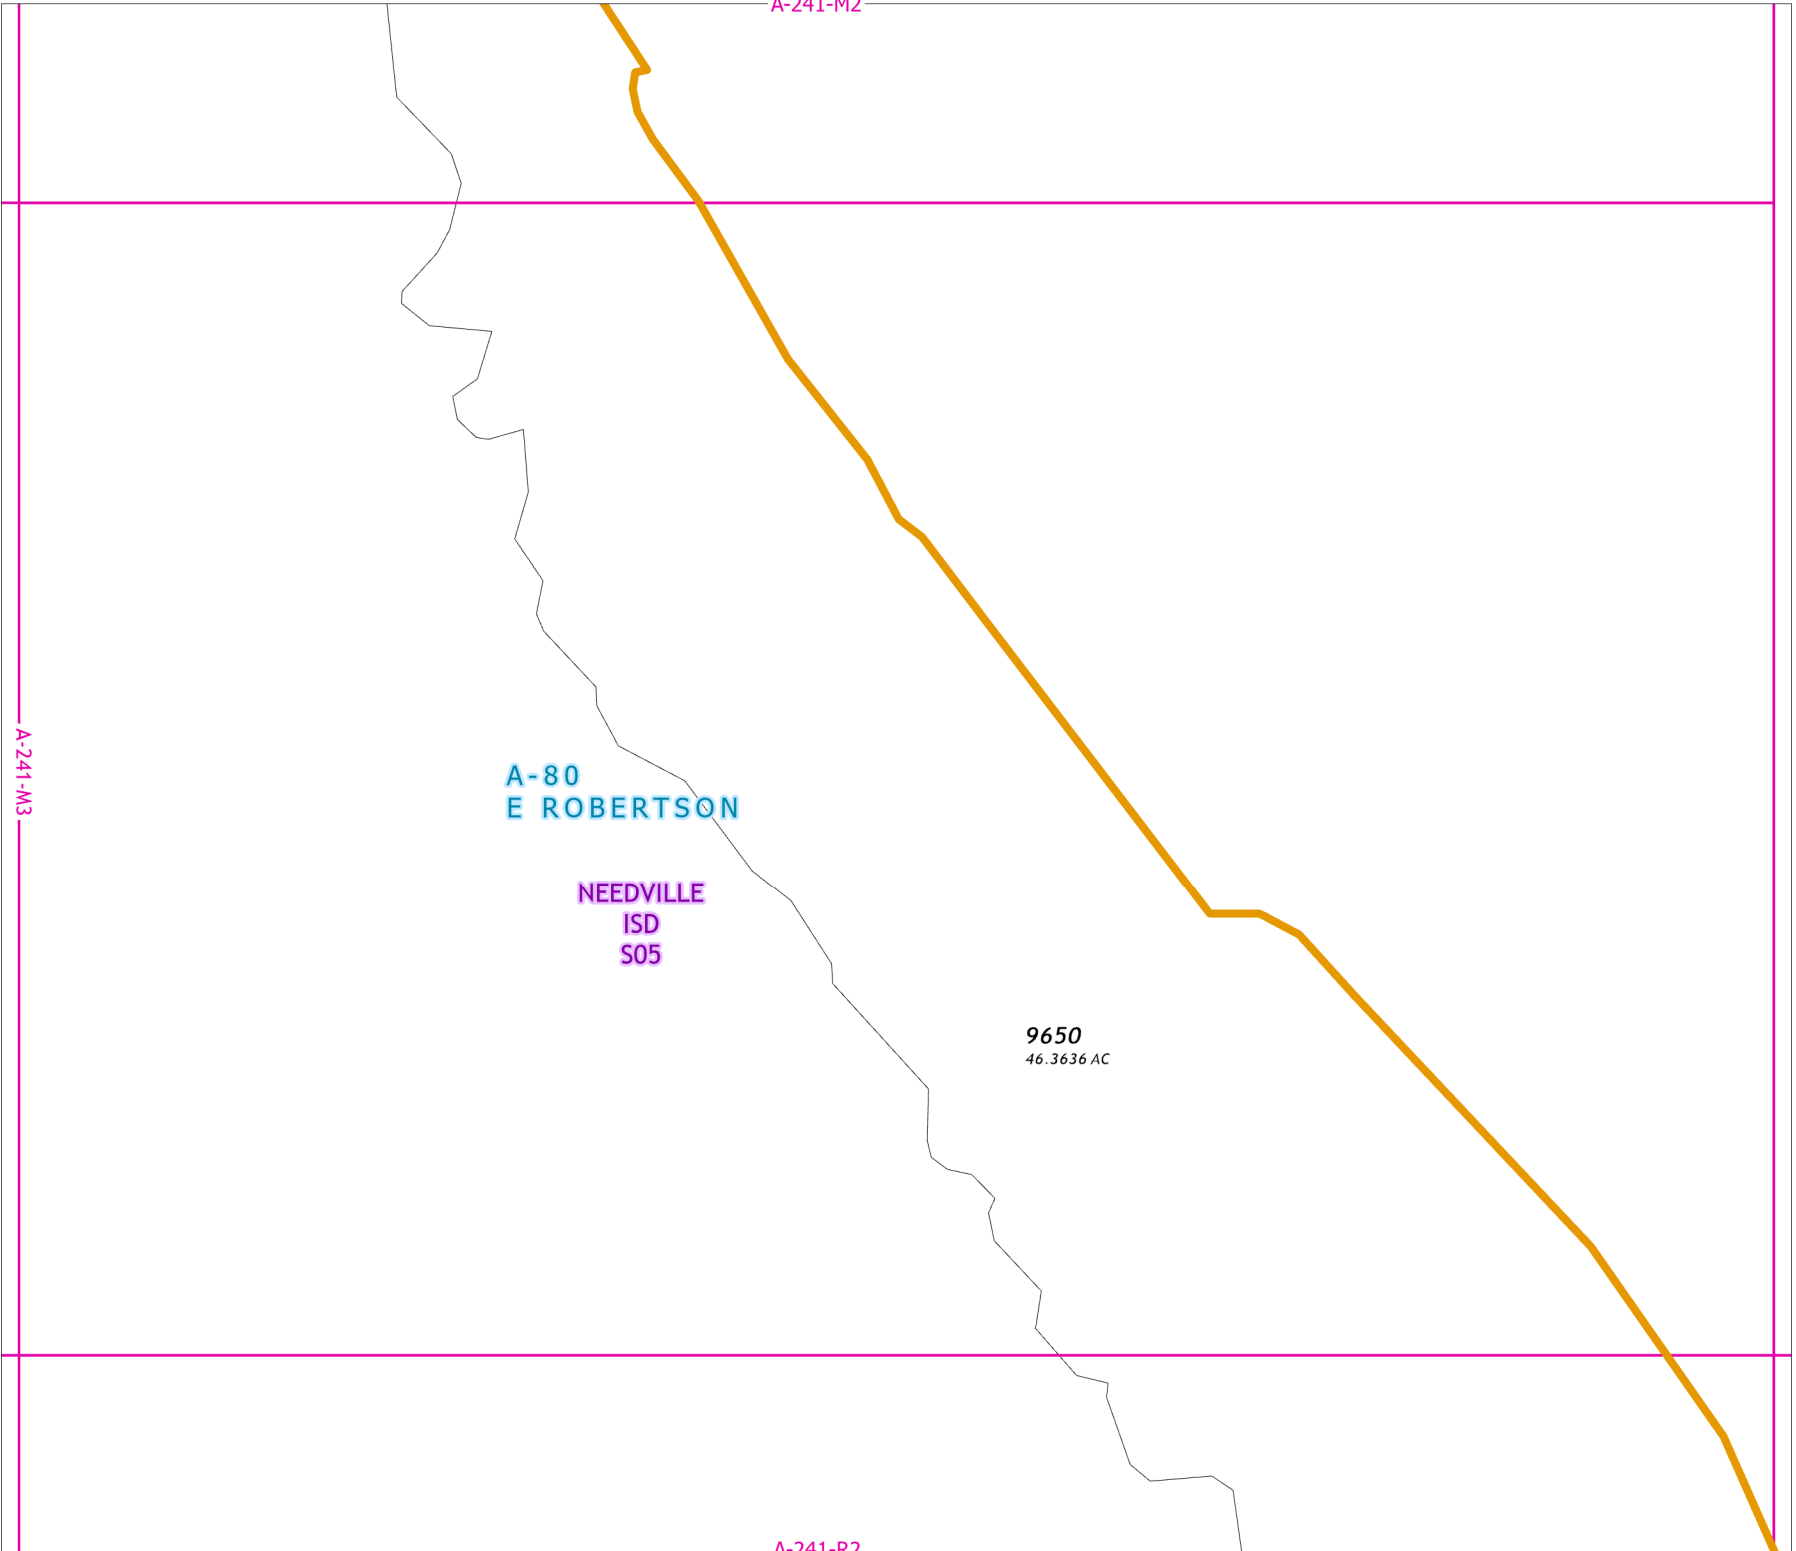 A-241-M2
A-241-M3
A-80
E ROBERTSON
NEEDVILLE
ISD
S05
9650
46.3636 AC
A-241-R2